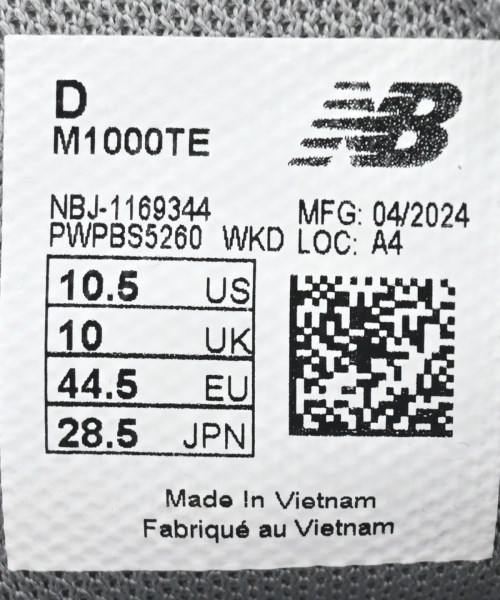 D
M1000TE
NB
NBJ-1169344 MFG: 04/2024
PWPBS5260 WKD LOC: A4
10.5 US
10 UK
44.5 EU
28.5 JPN
Made In Vietnam
Fabriqué au Vietnam